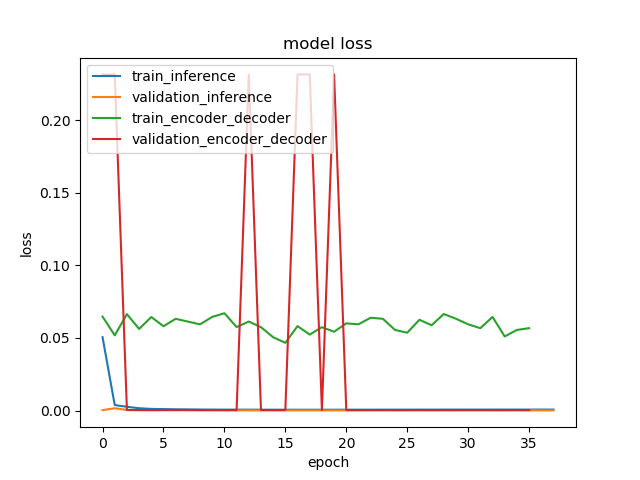 model loss
train_inference
validation_inference
train_encoder_decoder
validation_encoder_decoder
0.20
0.15
0.10
0.05
0.00
loss
0 5 10 15 20 25 30 35
epoch